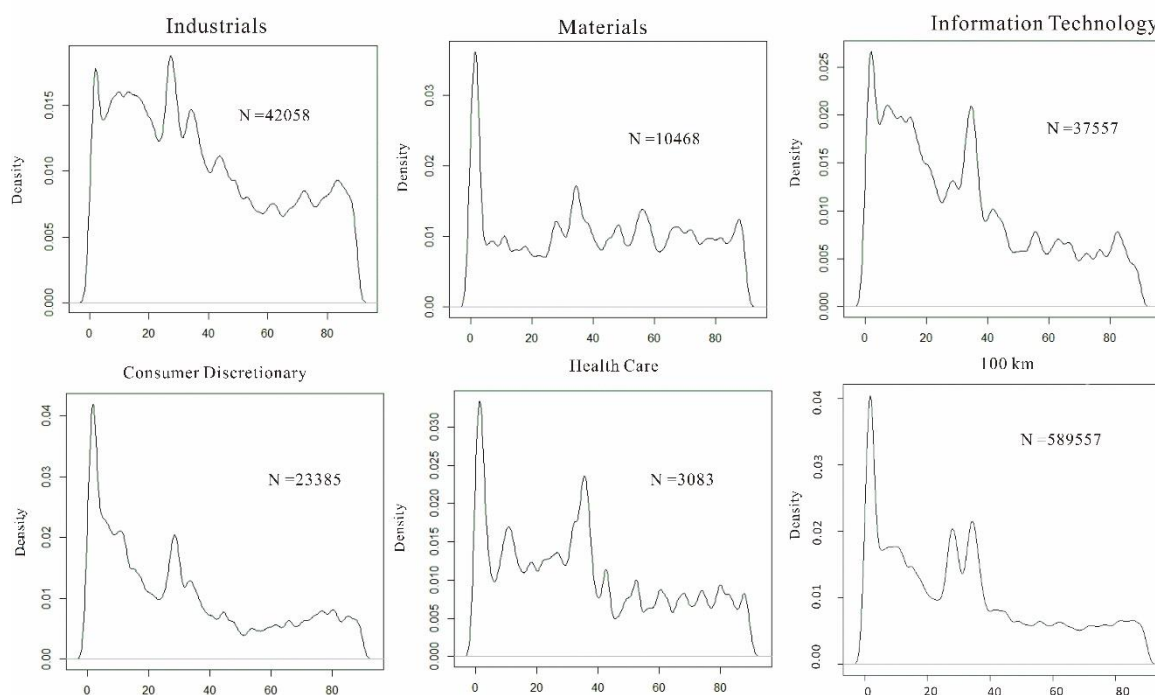 Industrials
Density
0.015
0.010
0.005
0.000
N =42058
0 20 40 60 80
Materials
Density
0.03
0.02
0.01
0.00
N =10468
0 20 40 60 80
Information Technology
Density
0.025
0.020
0.015
0.010
0.005
0.000
N =37557
0 20 40 60 80
Consumer Discretionary
Density
0.04
0.03
0.02
0.01
0.00
N =23385
0 20 40 60 80
Health Care
Density
0.030
0.025
0.020
0.015
0.010
0.005
0.000
N =3083
0 20 40 60 80
100 km
Density
0.04
0.03
0.02
0.01
0.00
N =589557
0 20 40 60 80